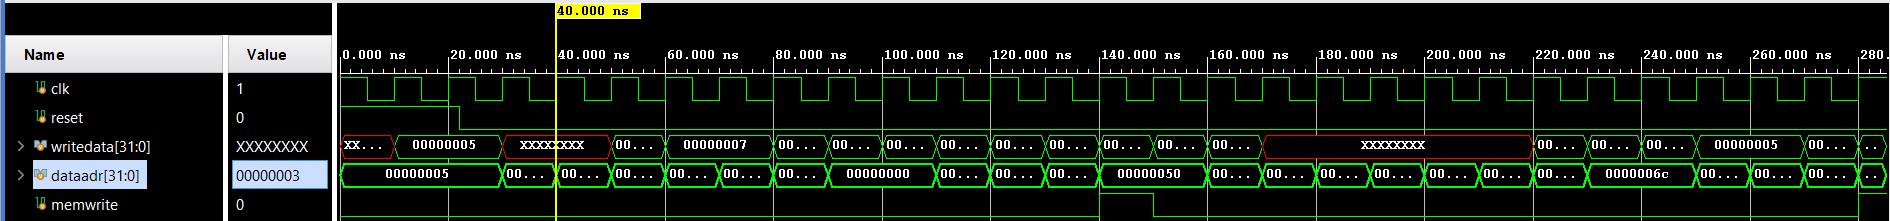 40.000 ns
Name Value 0.000 ns 20.000 ns 40.000 ns 60.000 ns 80.000 ns 100.000 ns 120.000 ns 140.000 ns 160.000 ns 180.000 ns 200.000 ns 220.000 ns 240.000 ns 260.000 ns 280.
clk 1
reset 0
writedata[31:0] XXXXXXXX XX... 00000005 XXXXXXXX 00... 00000007 00... 00... 00... 00... 00... 00... 00... 00... 00... XXXXXXXX 00... 00... 00... 00000005 00... ..
dataadr[31:0] 00000003 00000005 00... 00... 00... 00... 00... 00... 00000000 00... 00... 00... 00000050 00... 00... 00... 00... 00... 00... 00... 0000006c 00... 00... 00... ..
memwrite 0